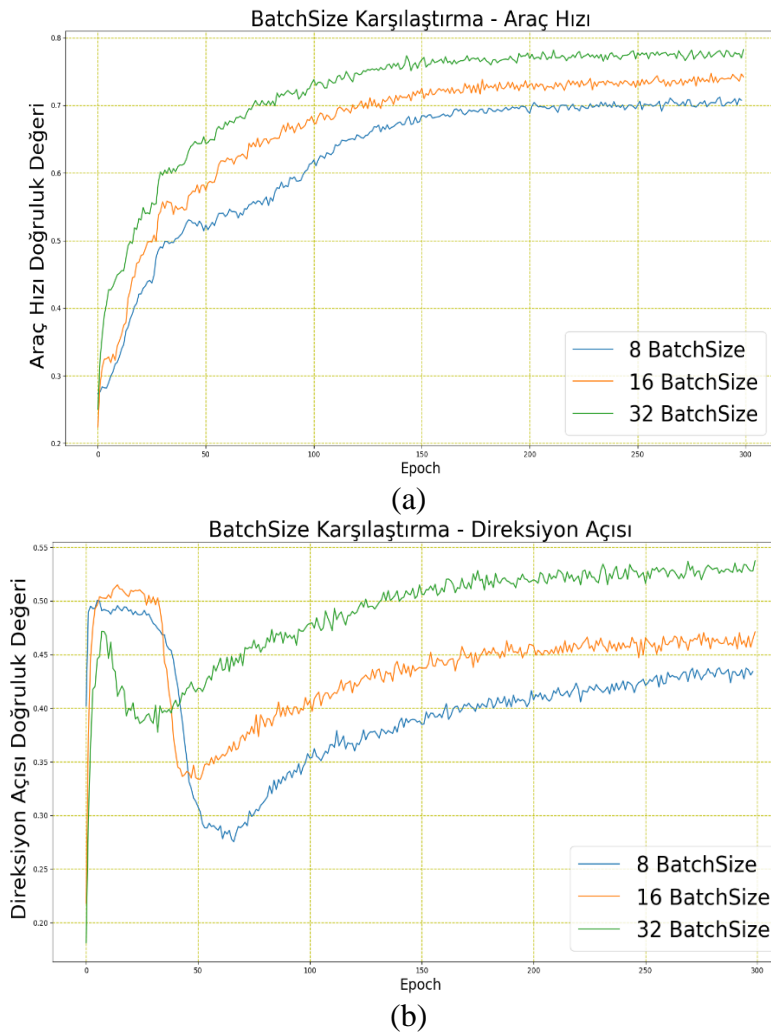 BatchSize Karşılaştırma - Araç Hızı
Araç Hızı Doğruluk Değeri
0.8
0.7
0.6
0.5
0.4
0.3
0.2
8 BatchSize
16 BatchSize
32 BatchSize
0
50
100
150
200
250
300
Epoch
(a)
BatchSize Karşılaştırma - Direksiyon Açısı
Direksiyon Açısı Doğruluk Değeri
0.55
0.50
0.45
0.40
0.35
0.30
0.25
0.20
8 BatchSize
16 BatchSize
32 BatchSize
0
50
100
150
200
250
300
Epoch
(b)